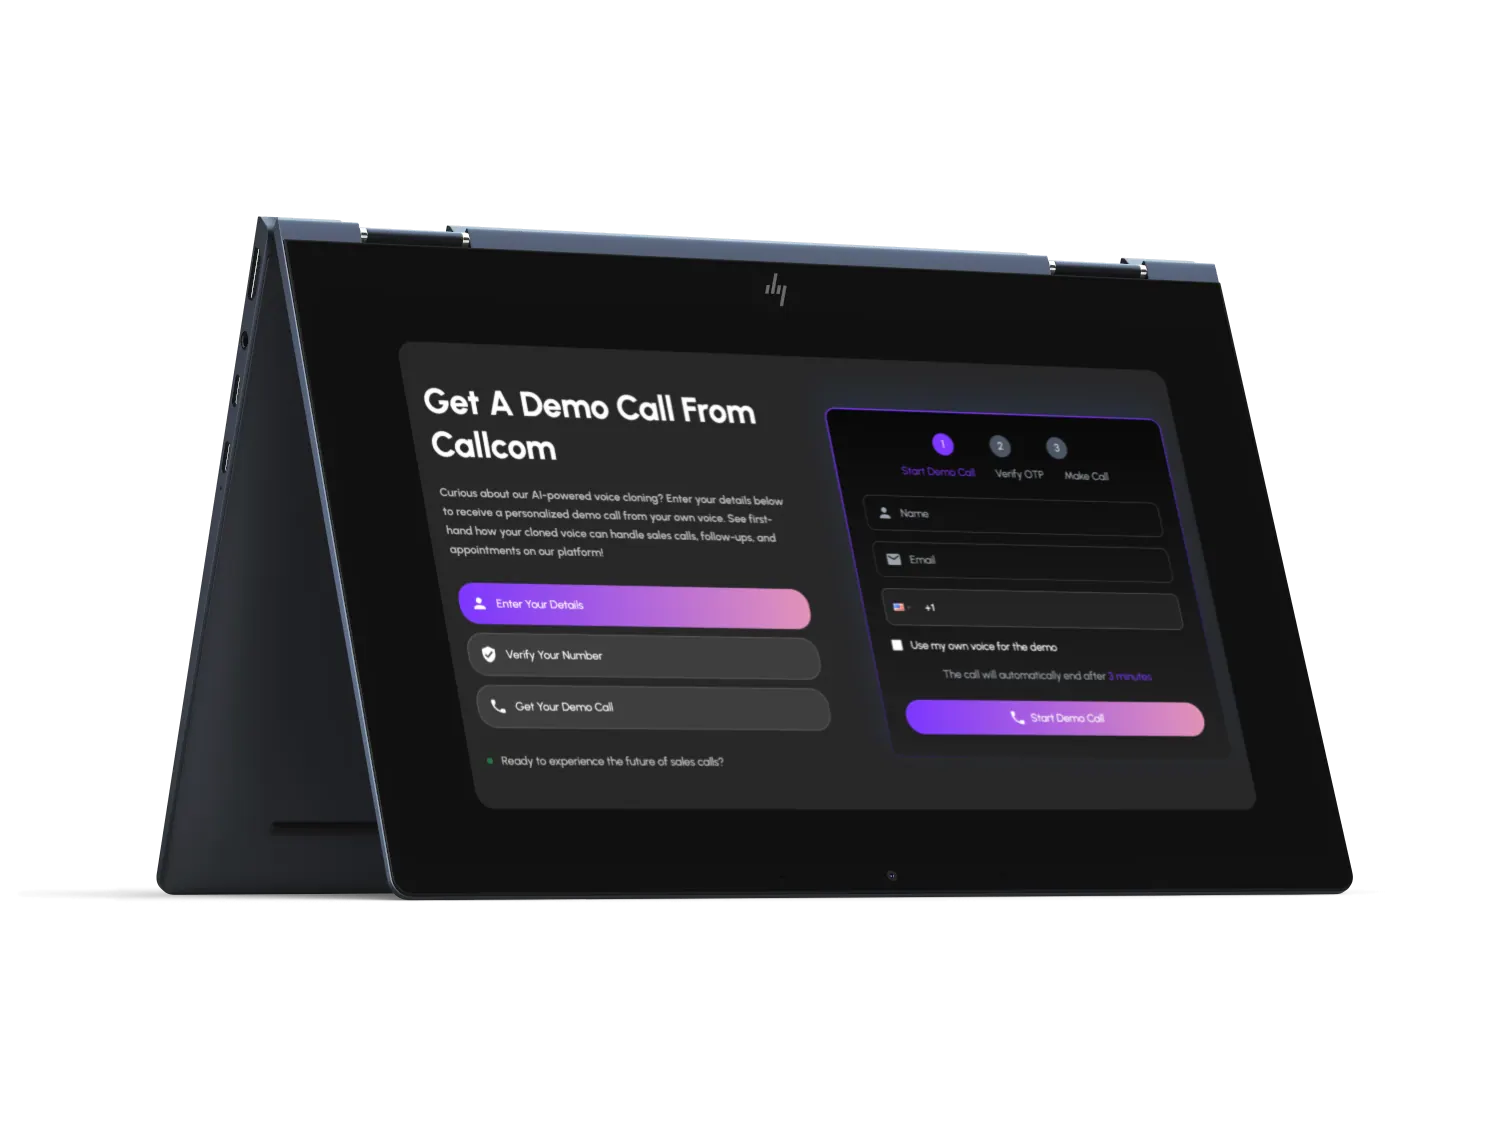 Get A Demo Call From
Callcom
Curious about our AI-powered voice cloning? Enter your details below
to receive a personalized demo call from your own voice. See first-
hand how your cloned voice can handle sales calls, follow-ups, and
appointments on our platform!
Enter Your Details
Verify Your Number
Get Your Demo Call
Ready to experience the future of sales calls?
1 2 3
Start Demo Call Verify OTP Make Call
Name
Email
+1
Use my own voice for the demo
The call will automatically end after 3 minutes
Start Demo Call
hp